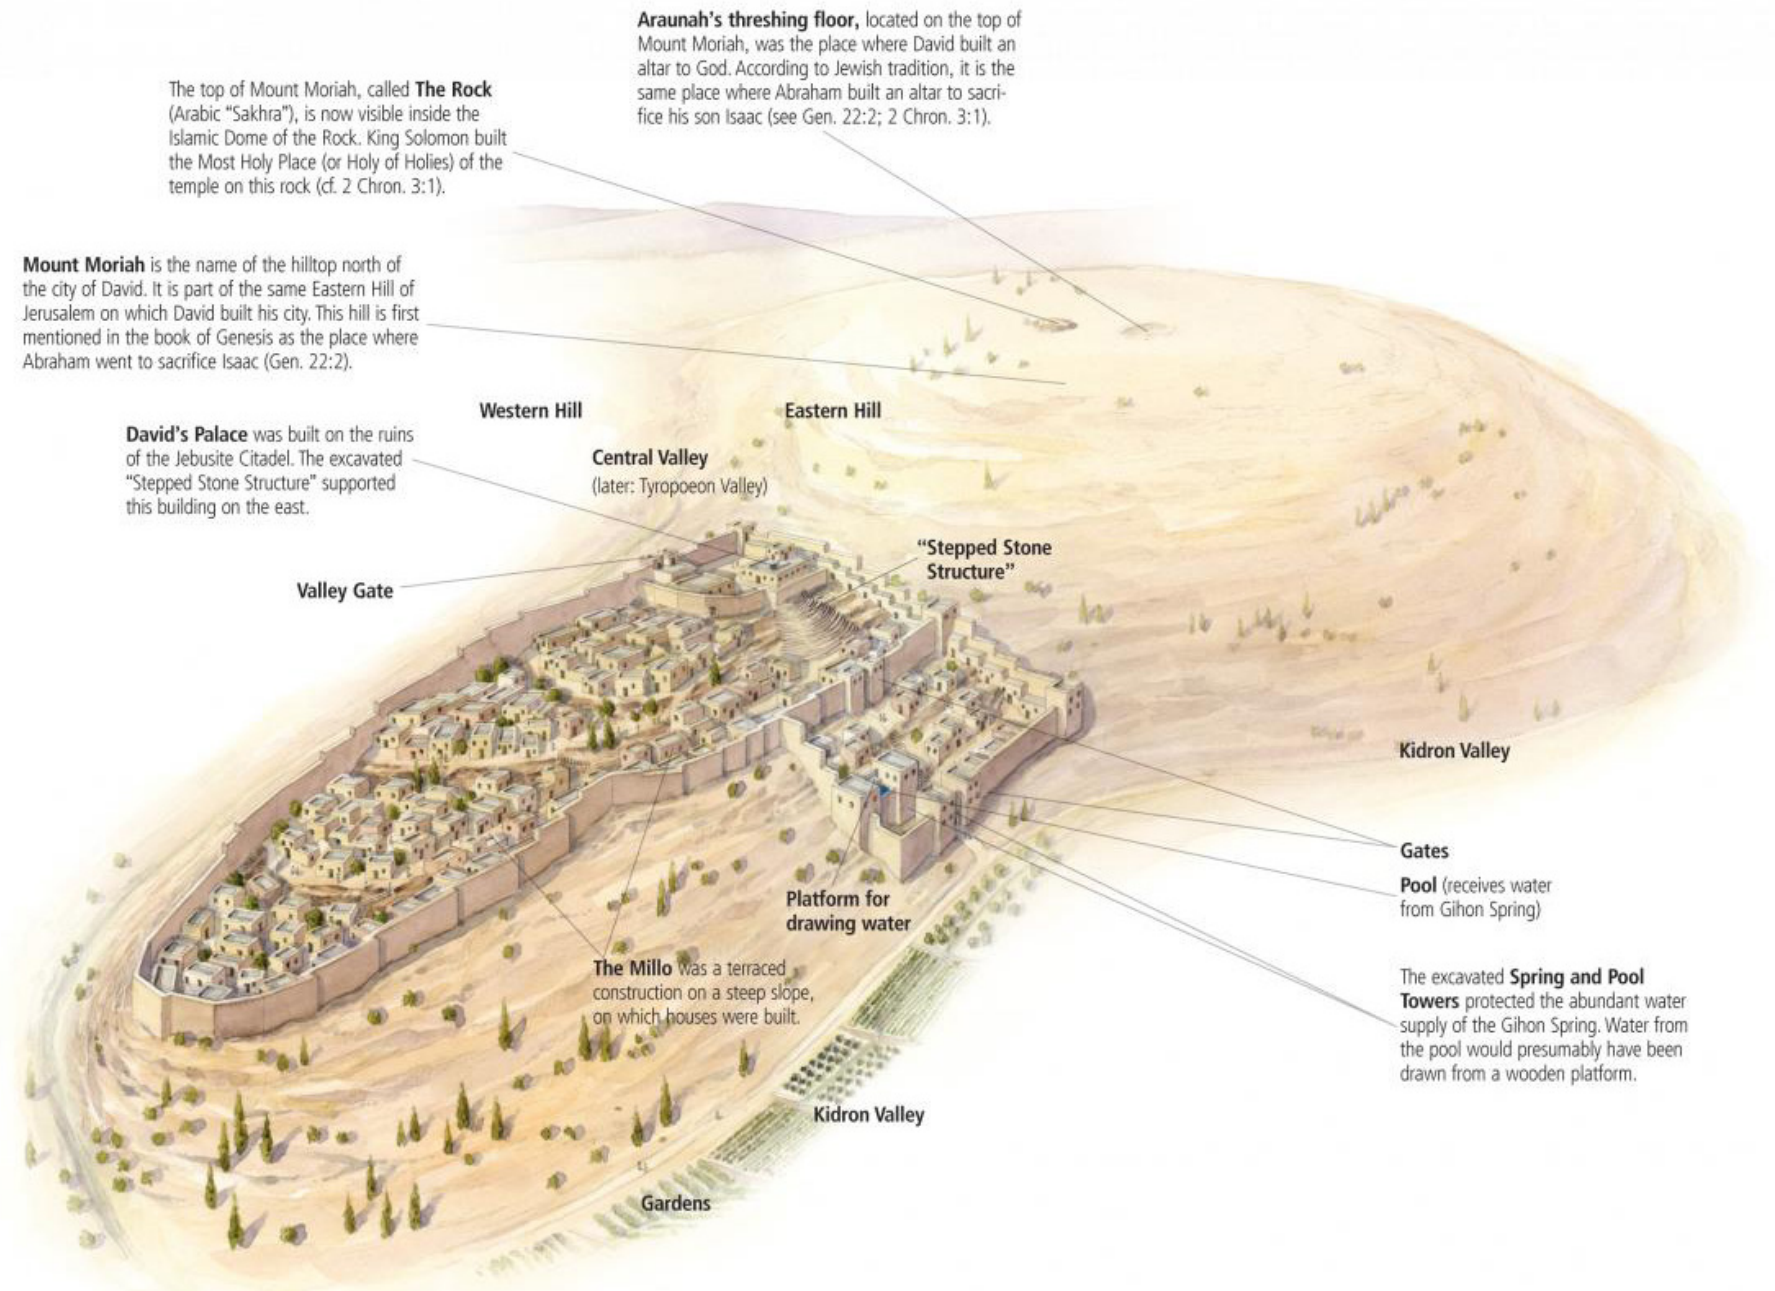 Araunah's threshing floor, located on the top of
Mount Moriah, was the place where David built an
altar to God. According to Jewish tradition, it is the
same place where Abraham built an altar to sacri-
fice his son Isaac (see Gen. 22:2; 2 Chron. 3:1).
The top of Mount Moriah, called The Rock
(Arabic “Sakhra”), is now visible inside the
Islamic Dome of the Rock. King Solomon built
the Most Holy Place (or Holy of Holies) of the
temple on this rock (cf. 2 Chron. 3:1).
Mount Moriah is the name of the hilltop north of
the city of David. It is part of the same Eastern Hill of
Jerusalem on which David built his city. This hill is first
mentioned in the book of Genesis as the place where
Abraham went to sacrifice Isaac (Gen. 22:2).
Western Hill
Eastern Hill
David's Palace was built on the ruins
of the Jebusite Citadel. The excavated
“Stepped Stone Structure” supported
this building on the east.
Central Valley
(later: Tyropoeon Valley)
“Stepped Stone
Structure”
Valley Gate
Kidron Valley
Gates
Pool (receives water
from Gihon Spring)
Platform for
drawing water
The Millo was a terraced
construction on a steep slope,
on which houses were built.
The excavated Spring and Pool
Towers protected the abundant water
supply of the Gihon Spring. Water from
the pool would presumably have been
drawn from a wooden platform.
Kidron Valley
Gardens